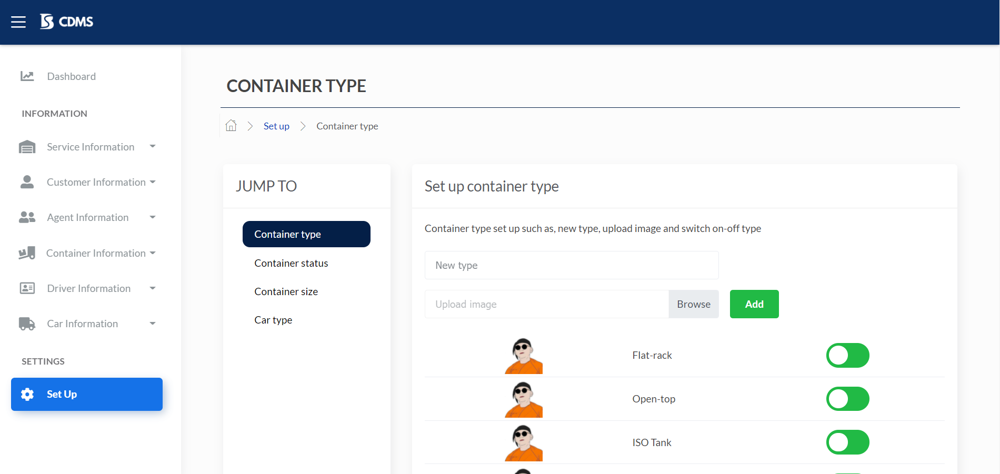 CDMS
Dashboard
INFORMATION
Service Information
Customer Information
Agent Information
Container Information
Driver Information
Car Information
SETTINGS
Set Up
CONTAINER TYPE
Set up
Container type
JUMP TO
Container type
Container status
Container size
Car type
Set up container type
Container type set up such as, new type, upload image and switch on-off type
New type
Upload image Browse Add
Flat-rack
Open-top
ISO Tank